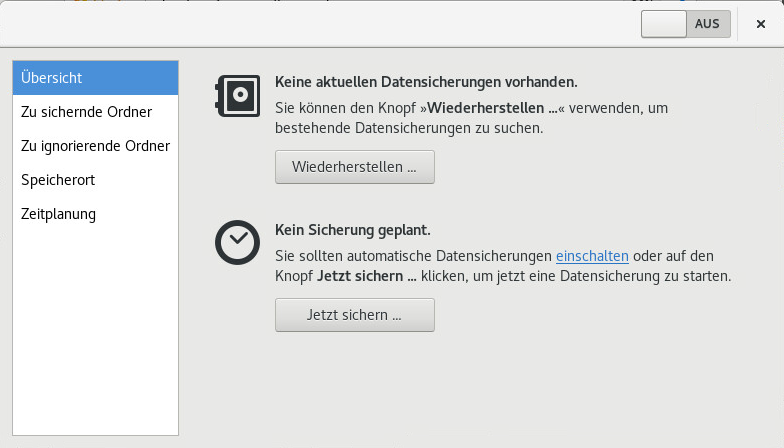 AUS
Übersicht
Zu sichernde Ordner
Zu ignorierende Ordner
Speicherort
Zeitplanung
Keine aktuellen Datensicherungen vorhanden.
Sie können den Knopf »Wiederherstellen ...« verwenden, um
bestehende Datensicherungen zu suchen.
Wiederherstellen ...
Kein Sicherung geplant.
Sie sollten automatische Datensicherungen einschalten oder auf den
Knopf Jetzt sichern ... klicken, um jetzt eine Datensicherung zu starten.
Jetzt sichern ...